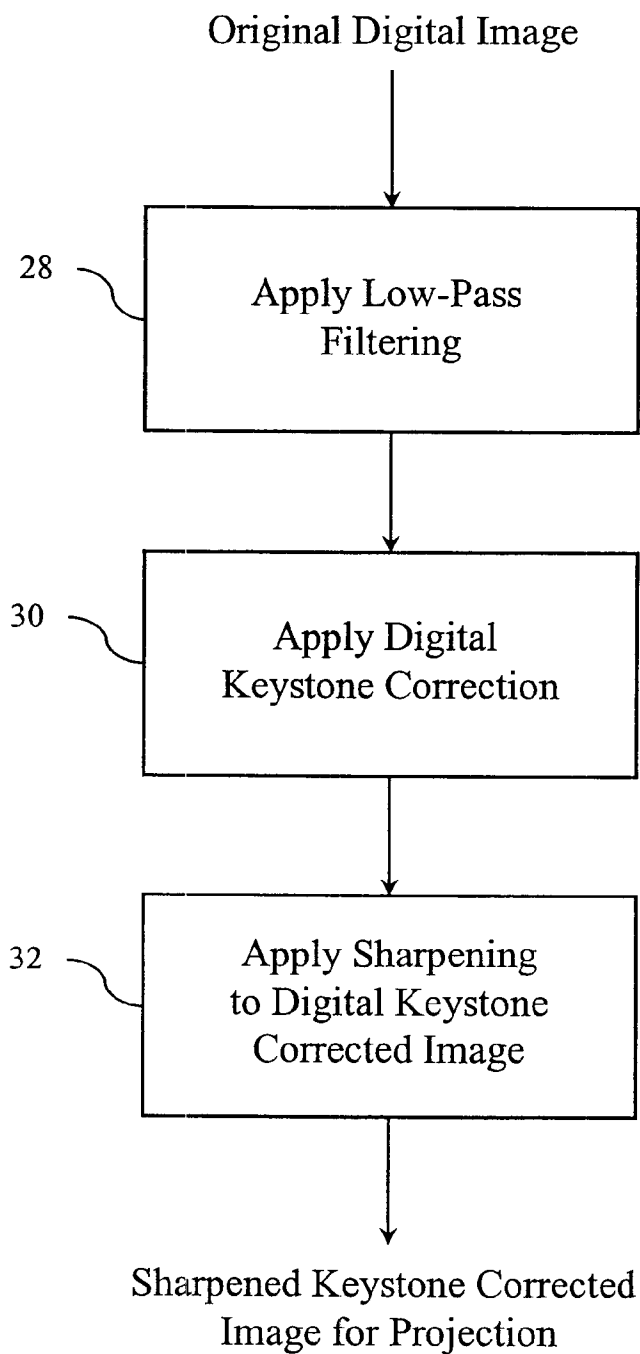 Original Digital Image
28
Apply Low-Pass
Filtering
30
Apply Digital
Keystone Correction
32
Apply Sharpening
to Digital Keystone
Corrected Image
Sharpened Keystone Corrected
Image for Projection